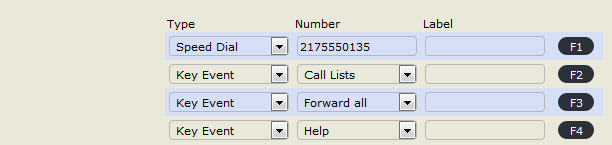 Type Number Label
Speed Dial 2175550135 F1
Key Event Call Lists F2
Key Event Forward all F3
Key Event Help F4